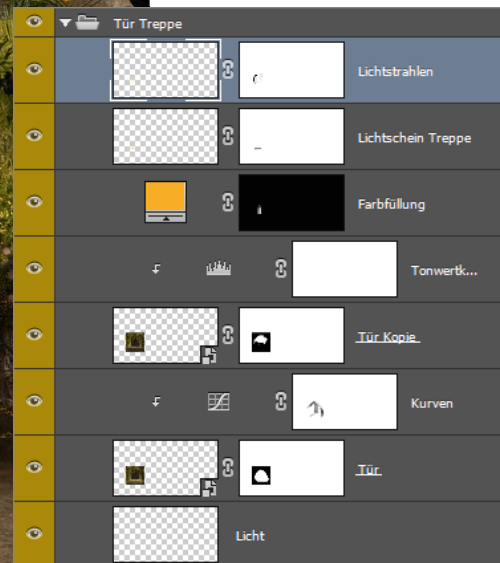 Tür Treppe
Lichtstrahlen
Lichtschein Treppe
Farbfüllung
Tonwertk...
Tür Kopie
Kurven
Tür
Licht